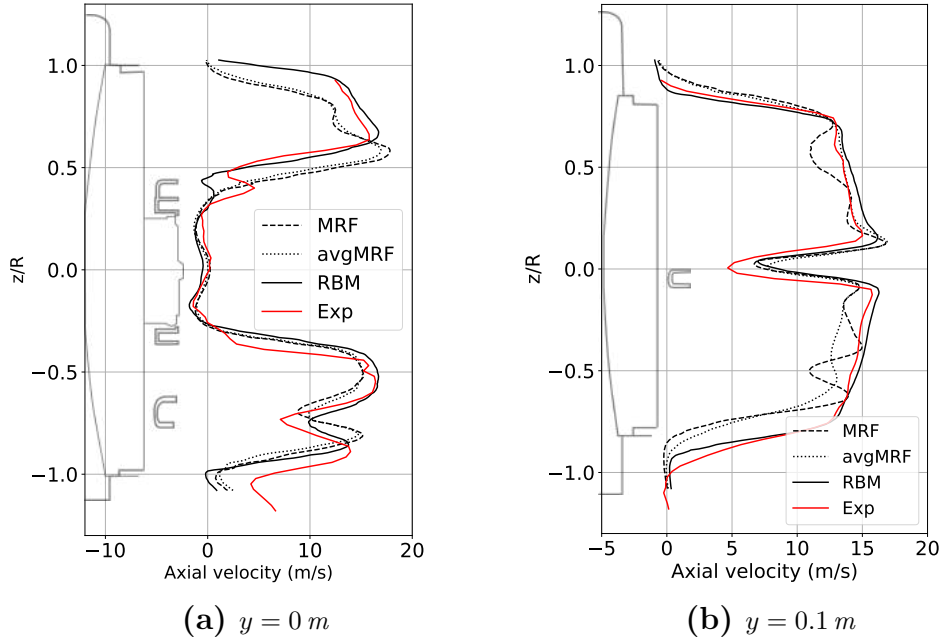 1.0
0.5
0.0
−0.5
−1.0
z/R
MRF
avgMRF
RBM
Exp
−10 0 10 20
Axial velocity (m/s)
(a) y = 0 m
1.0
0.5
0.0
−0.5
−1.0
z/R
MRF
avgMRF
RBM
Exp
−5 0 5 10 15 20
Axial velocity (m/s)
(b) y = 0.1 m